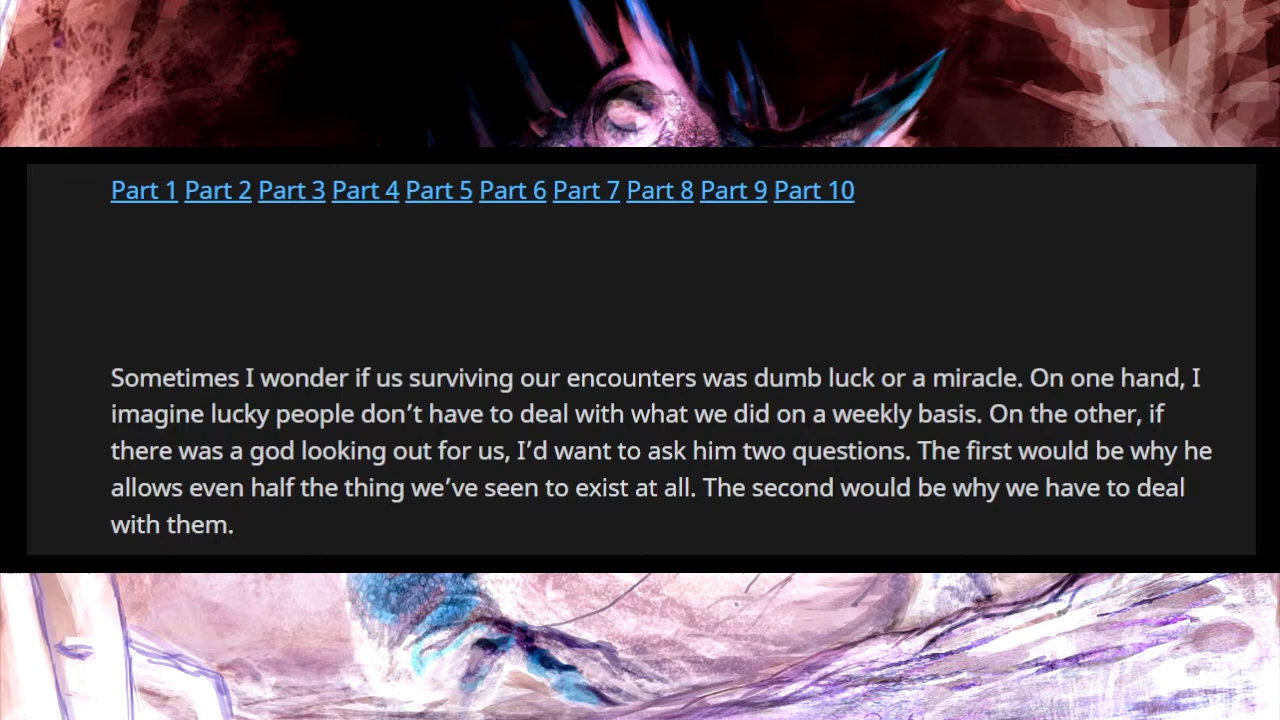 Part 1 Part 2 Part 3 Part 4 Part 5 Part 6 Part 7 Part 8 Part 9 Part 10
Sometimes I wonder if us surviving our encounters was dumb luck or a miracle. On one hand, I
imagine lucky people don’t have to deal with what we did on a weekly basis. On the other, if
there was a god looking out for us, I’d want to ask him two questions. The first would be why he
allows even half the thing we’ve seen to exist at all. The second would be why we have to deal
with them.